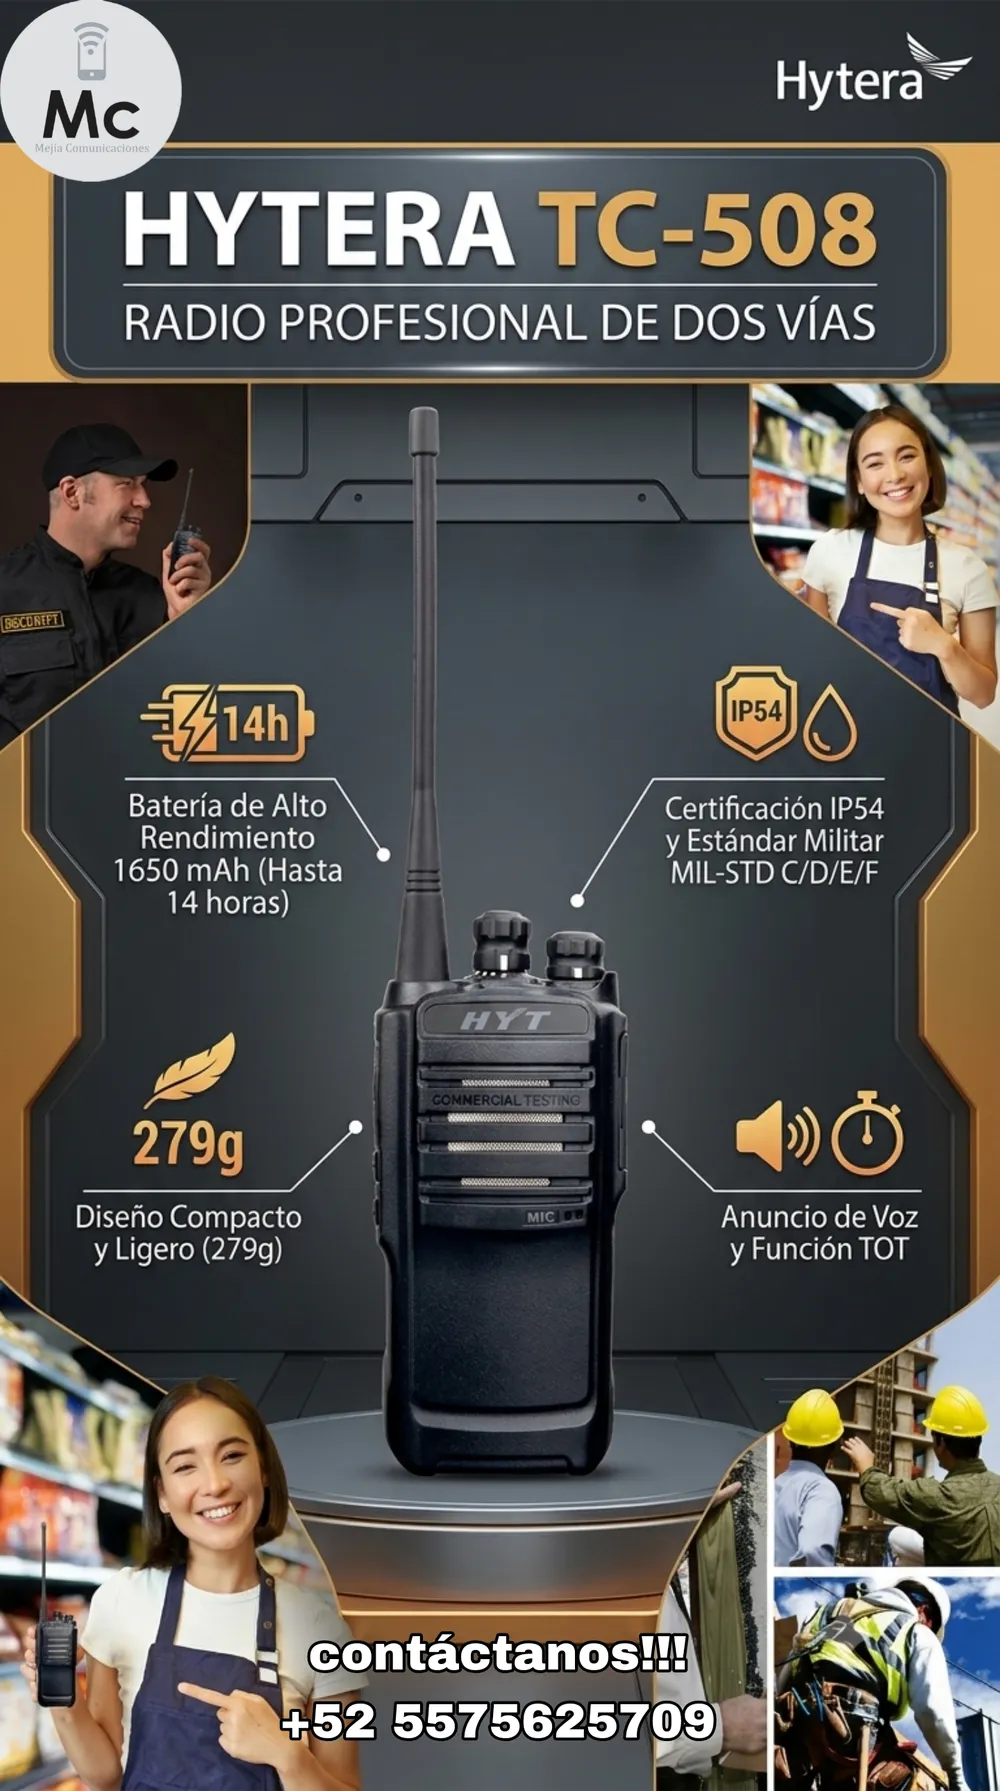 Mc
Mejia Comunicaciones
Hytera
HYTERA TC-508
RADIO PROFESIONAL DE DOS VÍAS
14h
Batería de Alto
Rendimiento
1650 mAh (Hasta
14 horas)
IP54
Certificación IP54
y Estándar Militar
MIL-STD C/D/E/F
HYT
COMMERCIAL TESTING
MIC
279g
Diseño Compacto
y Ligero (279g)
Anuncio de Voz
y Función TOT
contáctanos!!!
+52 5575625709